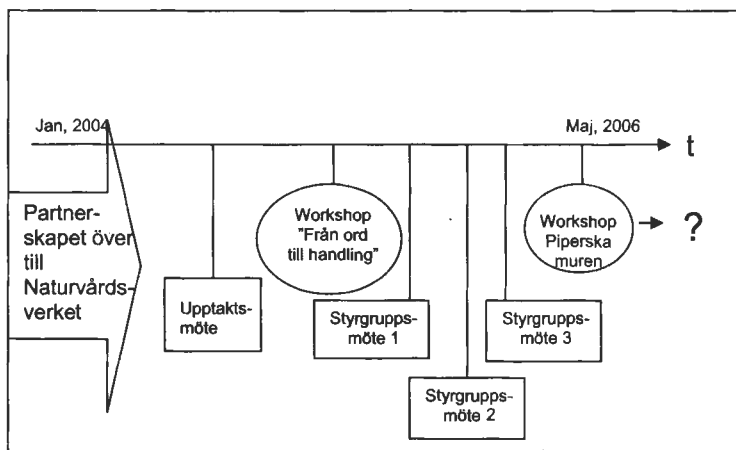 Jan, 2004
Maj, 2006
t
Partner-
skapet över
till
Naturvårds-
verket
Upptakts-
möte
Workshop
"Från ord
till handling"
Styrgrupps-
möte 1
Styrgrupps-
möte 2
Styrgrupps-
möte 3
Workshop
Piperska
muren
?